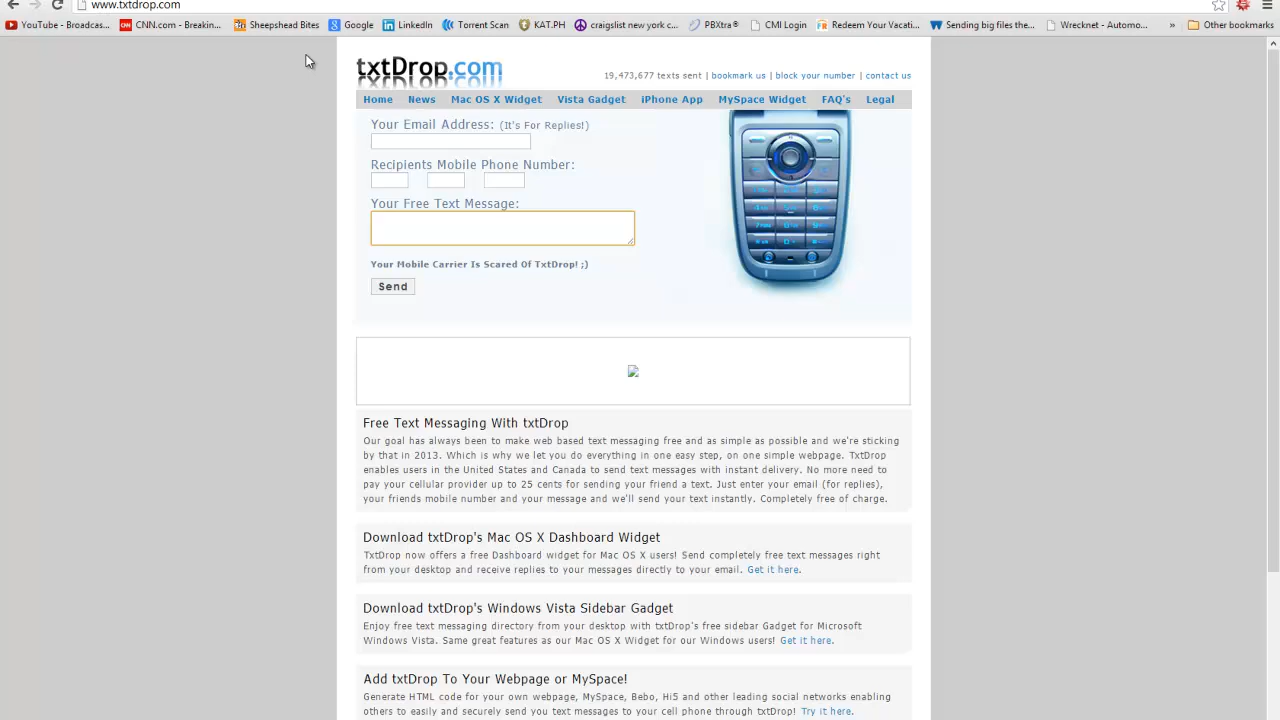 www.txtdrop.com
YouTube - Broadcas... CNN.com - Breakin... Sheepshead Bites Google LinkedIn Torrent Scan KAT.PH craigslist new york c... PBXtra® CMI Login Redeem Your Vacati... Sending big files the... Wrecknet - Automo... » Other bookmarks
txtDrop.com
19,473,677 texts sent | bookmark us | block your number | contact us
Home News Mac OS X Widget Vista Gadget iPhone App MySpace Widget FAQ's Legal
Your Email Address: (It's For Replies!)
Recipients Mobile Phone Number:
Your Free Text Message:
Your Mobile Carrier Is Scared Of TxtDrop! ;)
Send
Free Text Messaging With txtDrop
Our goal has always been to make web based text messaging free and as simple as possible and we're sticking
by that in 2013. Which is why we let you do everything in one easy step, on one simple webpage. TxtDrop
enables users in the United States and Canada to send text messages with instant delivery. No more need to
pay your cellular provider up to 25 cents for sending your friend a text. Just enter your email (for replies),
your friends mobile number and your message and we'll send your text instantly. Completely free of charge.
Download txtDrop's Mac OS X Dashboard Widget
TxtDrop now offers a free Dashboard widget for Mac OS X users! Send completely free text messages right
from your desktop and receive replies to your messages directly to your email. Get it here.
Download txtDrop's Windows Vista Sidebar Gadget
Enjoy free text messaging directory from your desktop with txtDrop's free sidebar Gadget for Microsoft
Windows Vista. Same great features as our Mac OS X Widget for our Windows users! Get it here.
Add txtDrop To Your Webpage or MySpace!
Generate HTML code for your own webpage, MySpace, Bebo, Hi5 and other leading social networks enabling
others to easily and securely send you text messages to your cell phone through txtDrop! Try it here.